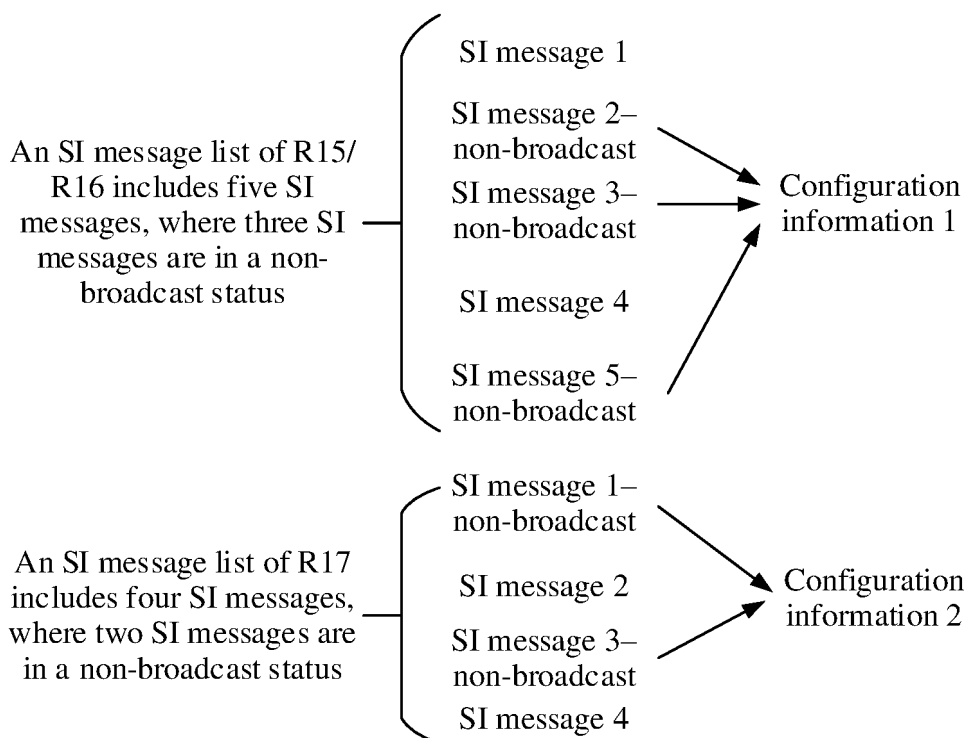 An SI message list of R15/
R16 includes five SI
messages, where three SI
messages are in a non-
broadcast status
SI message 1
SI message 2–
non-broadcast
SI message 3–
non-broadcast
SI message 4
SI message 5–
non-broadcast
Configuration
information 1
An SI message list of R17
includes four SI messages,
where two SI messages are
in a non-broadcast status
SI message 1–
non-broadcast
SI message 2
SI message 3–
non-broadcast
SI message 4
Configuration
information 2